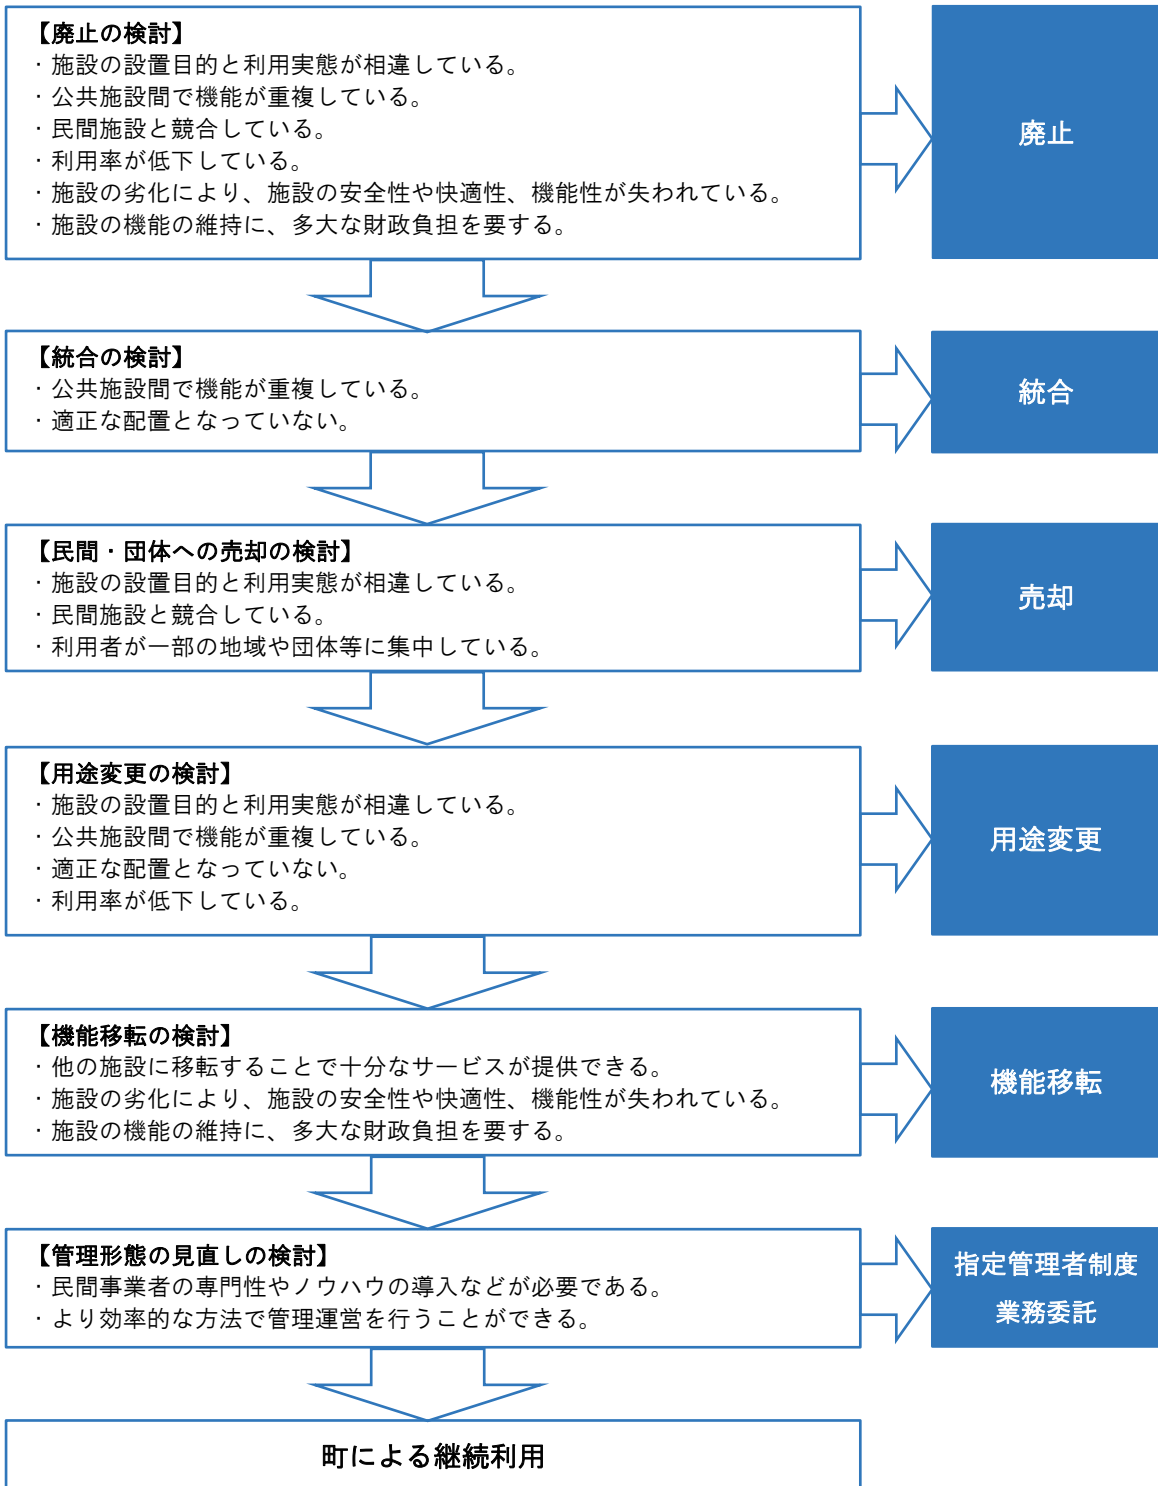 【廃止の検討】
・施設の設置目的と利用実態が相違している。
・公共施設間で機能が重複している。
・民間施設と競合している。
・利用率が低下している。
・施設の劣化により、施設の安全性や快適性、機能性が失われている。
・施設の機能の維持に、多大な財政負担を要する。
廃止
【統合の検討】
・公共施設間で機能が重複している。
・適正な配置となっていない。
統合
【民間・団体への売却の検討】
・施設の設置目的と利用実態が相違している。
・民間施設と競合している。
・利用者が一部の地域や団体等に集中している。
売却
【用途変更の検討】
・施設の設置目的と利用実態が相違している。
・公共施設間で機能が重複している。
・適正な配置となっていない。
・利用率が低下している。
用途変更
【機能移転の検討】
・他の施設に移転することで十分なサービスが提供できる。
・施設の劣化により、施設の安全性や快適性、機能性が失われている。
・施設の機能の維持に、多大な財政負担を要する。
機能移転
【管理形態の見直しの検討】
・民間事業者の専門性やノウハウの導入などが必要である。
・より効率的な方法で管理運営を行うことができる。
指定管理者制度
業務委託
町による継続利用